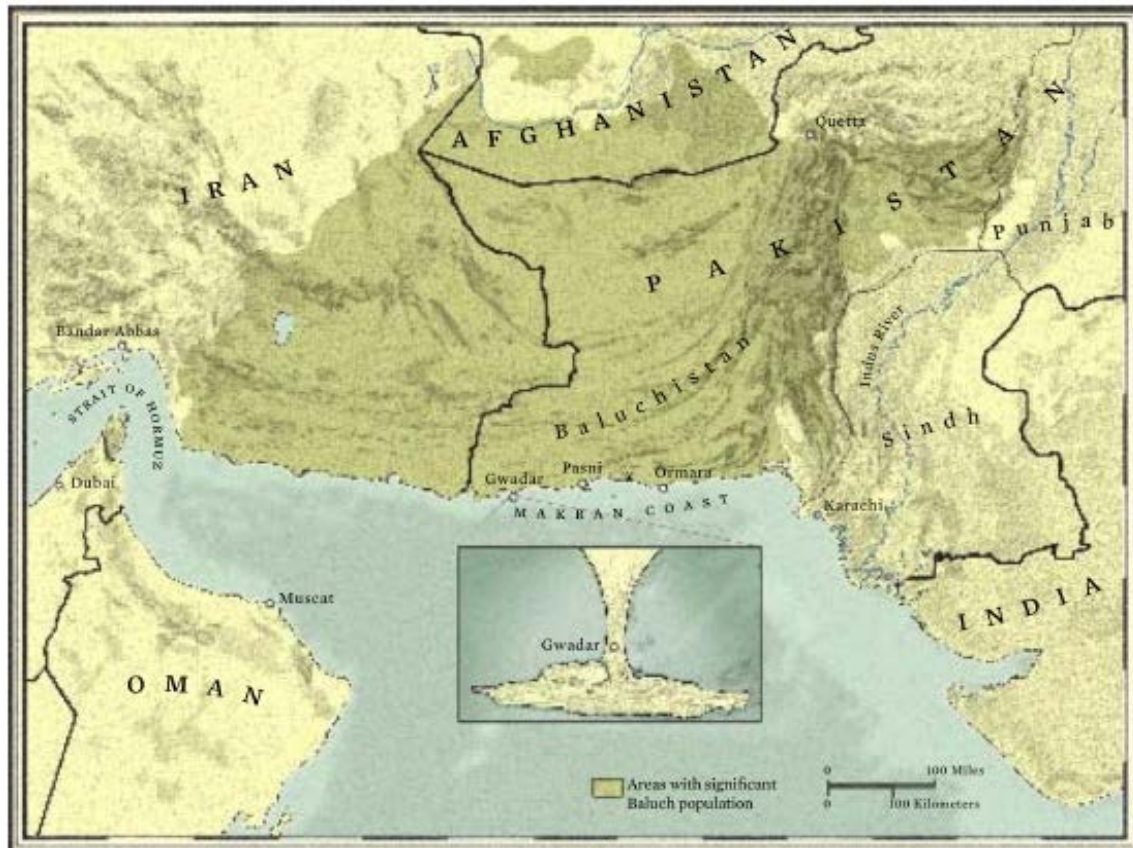 AFGHANISTAN
IRAN
Quetta
PAKISTAN
Punjab
Bandar Abbas
STRAIT OF HORMUZ
Indus River
Baluchistan
Sindh
Dubai
Gwadar
Pasni
Ormara
MAKRAN COAST
Karachi
Muscat
INDIA
Gwadar
OMAN
0 100 Miles
0 100 Kilometers
Areas with significant
Baluch population